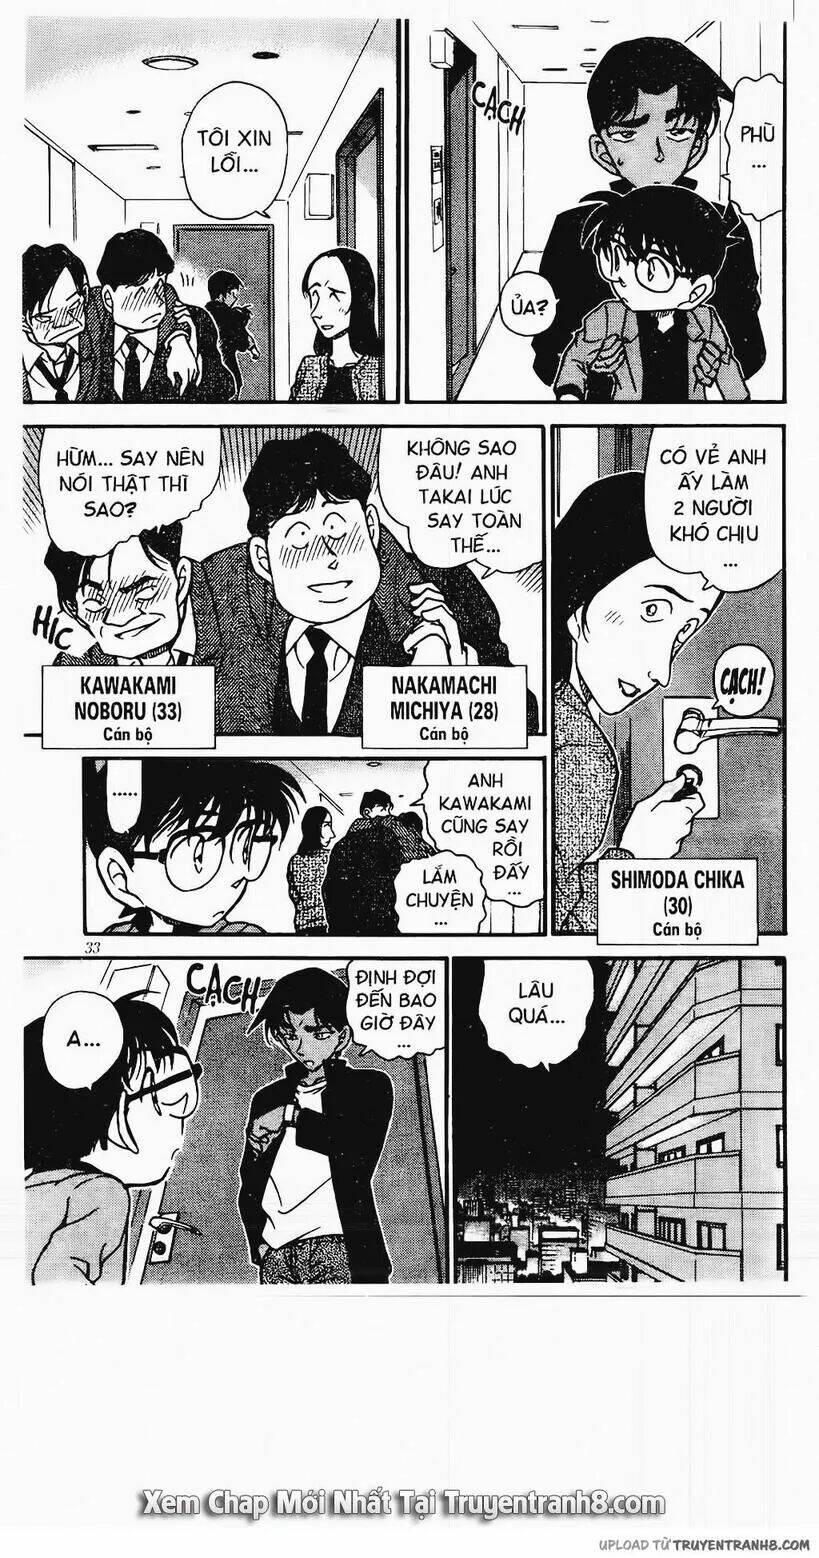 CẠCH
PHÙ
...
ỦA?
TÔI XIN
LỖI...
CÓ VẺ ANH
ẤY LÀM
2 NGƯỜI
KHÓ CHỊU
...
CẠCH!
SHIMODA CHIKA
(30)
Cán bộ
KHÔNG SAO
ĐÂU! ANH
TAKAI LÚC
SAY TOÀN
THẾ...
HỪM... SAY NÊN
NÓI THẬT THÌ
SAO?
HIC
NAKAMACHI
MICHIYA (28)
Cán bộ
KAWAKAMI
NOBORU (33)
Cán bộ
ANH
KAWAKAMI
CŨNG SAY
RỒI
ĐẤY
...
LẮM
CHUYỆN
...
......
33
LÂU
QUÁ...
ĐỊNH ĐỢI
ĐẾN BAO
GIỜ ĐÂY
...
CẠCH
A...
Xem Chap Mới Nhất Tại Truyentranh8.com
UPLOAD TỪ TRUYENTRANH8.COM